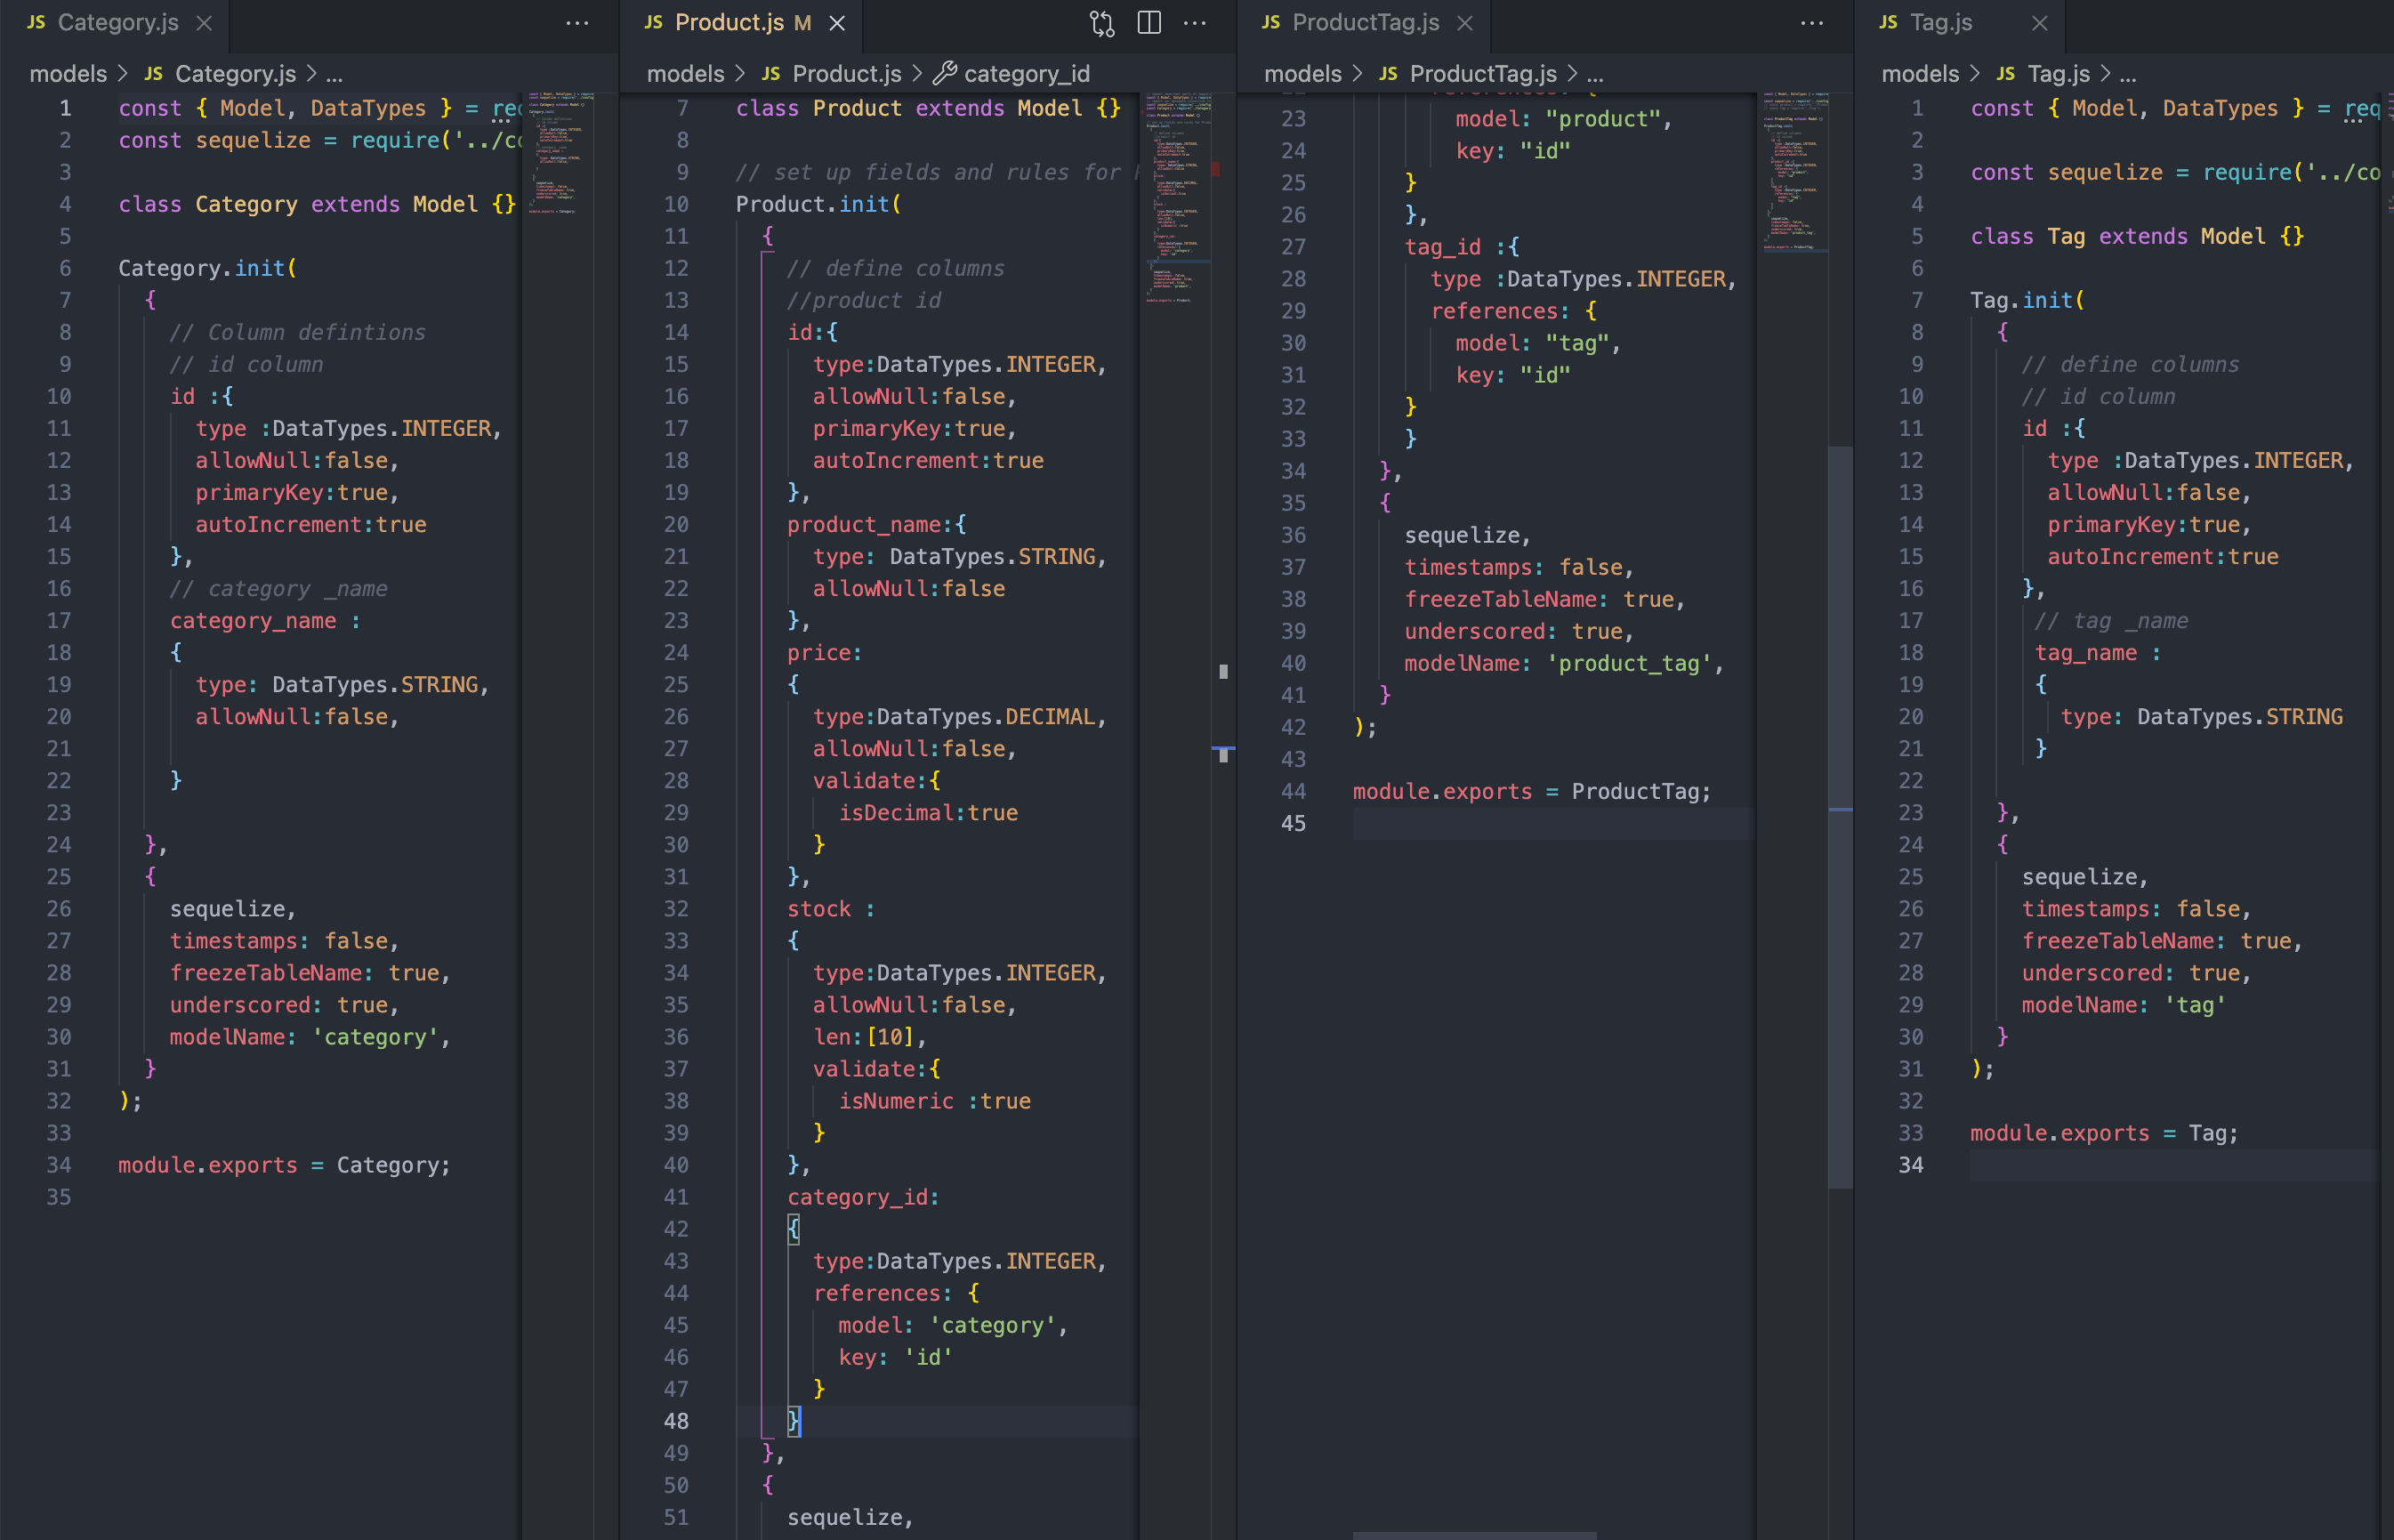 JS Category.js
models > JS Category.js > ...
1 const { Model, DataTypes } = req
2 const sequelize = require('../co
3
4 class Category extends Model {}
5
6 Category.init(
7 {
8 // Column defintions
9 // id column
10 id :{
11 type :DataTypes.INTEGER,
12 allowNull:false,
13 primaryKey:true,
14 autoIncrement:true
15 },
16 // category _name
17 category_name :
18 {
19 type: DataTypes.STRING,
20 allowNull:false,
21
22 }
23
24 },
25 {
26 sequelize,
27 timestamps: false,
28 freezeTableName: true,
29 underscored: true,
30 modelName: 'category',
31 }
32 );
33
34 module.exports = Category;
35
JS Product.js M
models > JS Product.js > category_id
7 class Product extends Model {}
8
9 // set up fields and rules for
10 Product.init(
11 {
12 // define columns
13 //product id
14 id:{
15 type:DataTypes.INTEGER,
16 allowNull:false,
17 primaryKey:true,
18 autoIncrement:true
19 },
20 product_name:{
21 type: DataTypes.STRING,
22 allowNull:false
23 },
24 price:
25 {
26 type:DataTypes.DECIMAL,
27 allowNull:false,
28 validate:{
29 isDecimal:true
30 }
31 },
32 stock :
33 {
34 type:DataTypes.INTEGER,
35 allowNull:false,
36 len:[10],
37 validate:{
38 isNumeric :true
39 }
40 },
41 category_id:
42 {
43 type:DataTypes.INTEGER,
44 references: {
45 model: 'category',
46 key: 'id'
47 }
48 }
49 },
50 {
51 sequelize,
JS ProductTag.js
models > JS ProductTag.js > ...
23 model: "product",
24 key: "id"
25 }
26 },
27 tag_id :{
28 type :DataTypes.INTEGER,
29 references: {
30 model: "tag",
31 key: "id"
32 }
33 }
34 },
35 {
36 sequelize,
37 timestamps: false,
38 freezeTableName: true,
39 underscored: true,
40 modelName: 'product_tag',
41 }
42 );
43
44 module.exports = ProductTag;
45
JS Tag.js
models > JS Tag.js > ...
1 const { Model, DataTypes } = req
2
3 const sequelize = require('../co
4
5 class Tag extends Model {}
6
7 Tag.init(
8 {
9 // define columns
10 // id column
11 id :{
12 type :DataTypes.INTEGER,
13 allowNull:false,
14 primaryKey:true,
15 autoIncrement:true
16 },
17 // tag _name
18 tag_name :
19 {
20 type: DataTypes.STRING
21 }
22
23 },
24 {
25 sequelize,
26 timestamps: false,
27 freezeTableName: true,
28 underscored: true,
29 modelName: 'tag'
30 }
31 );
32
33 module.exports = Tag;
34